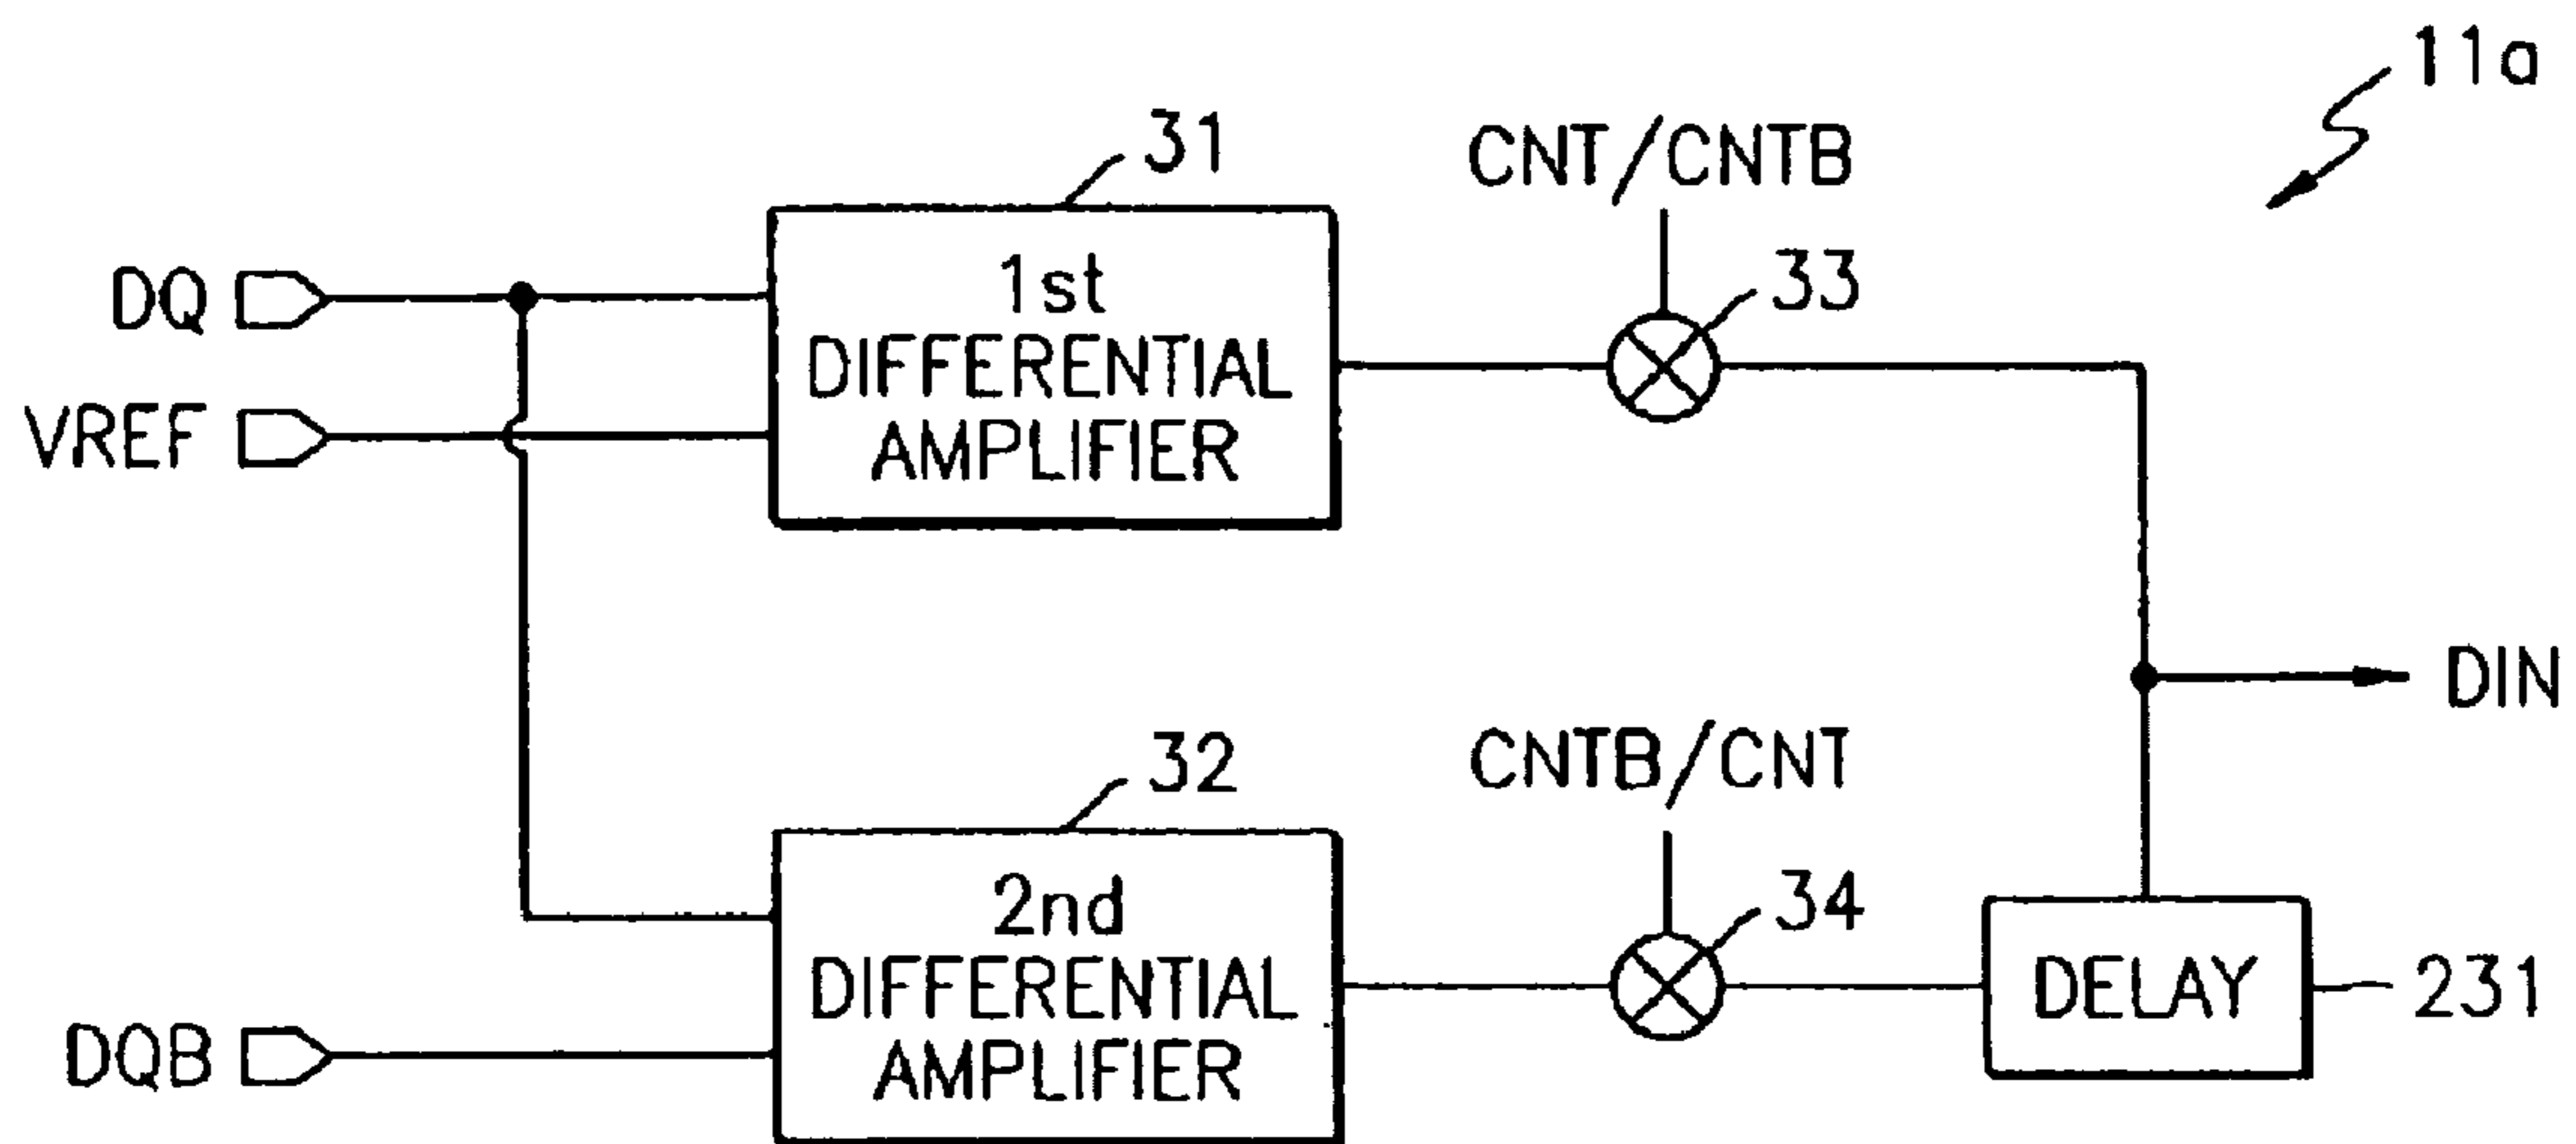 11a
31
CNT/CNTB
DQ
1st
DIFFERENTIAL
AMPLIFIER
33
VREF
DIN
32
CNTB/CNT
2nd
DIFFERENTIAL
AMPLIFIER
34
DELAY
231
DQB